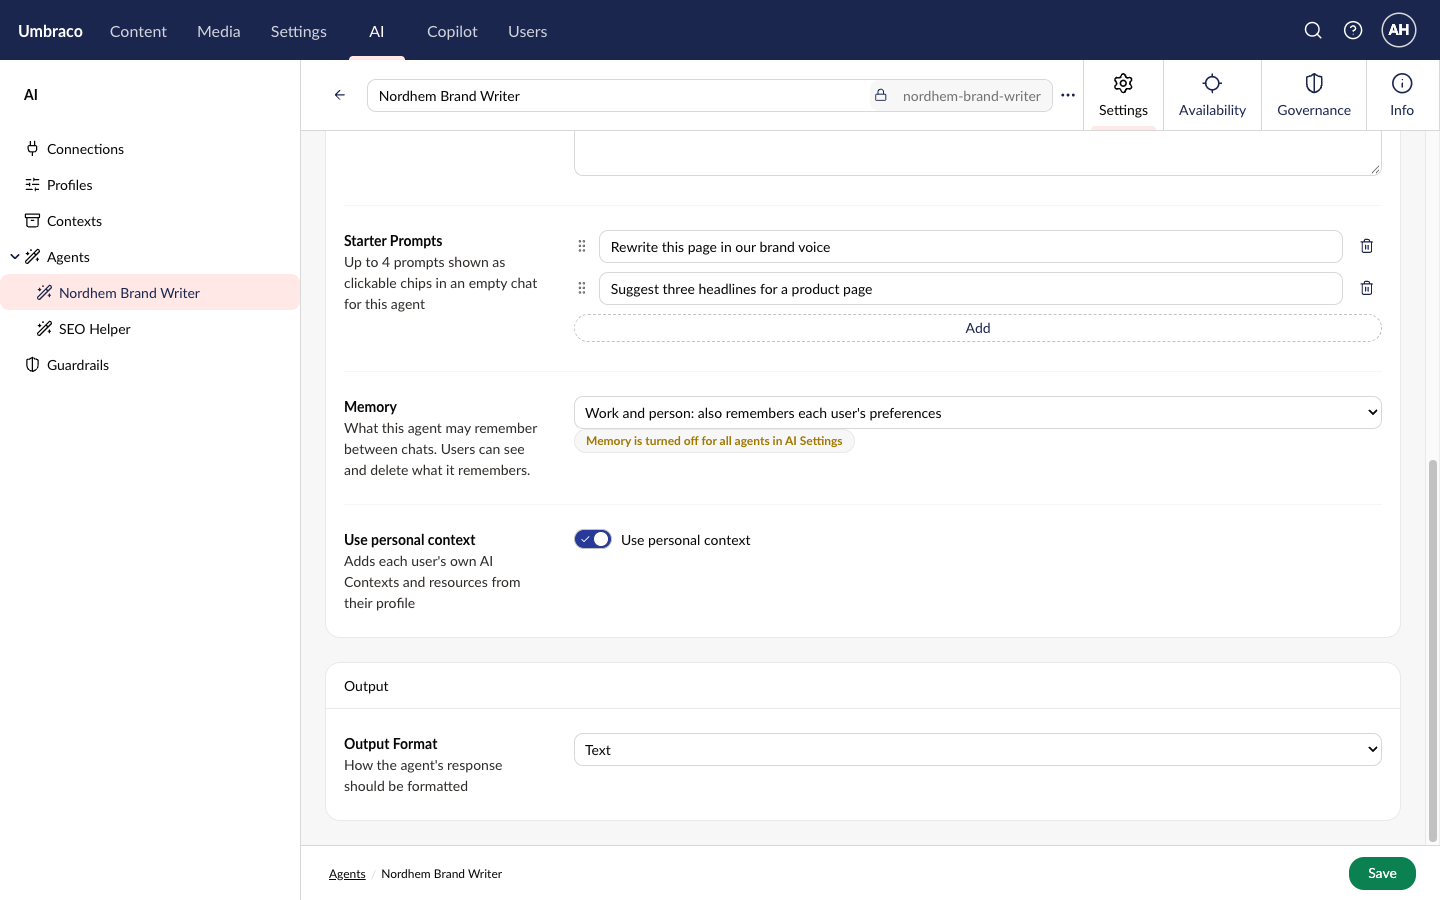 Umbraco
Content
Media
Settings
AI
Copilot
Users
AH
AI
Connections
Profiles
Contexts
Agents
Nordhem Brand Writer
SEO Helper
Guardrails
Nordhem Brand Writer
nordhem-brand-writer
Settings
Availability
Governance
Info
Starter Prompts
Up to 4 prompts shown as
clickable chips in an empty chat
for this agent
Rewrite this page in our brand voice
Suggest three headlines for a product page
Add
Memory
What this agent may remember
between chats. Users can see
and delete what it remembers.
Work and person: also remembers each user's preferences
Memory is turned off for all agents in AI Settings
Use personal context
Adds each user's own AI
Contexts and resources from
their profile
Use personal context
Output
Output Format
How the agent's response
should be formatted
Text
Agents / Nordhem Brand Writer
Save